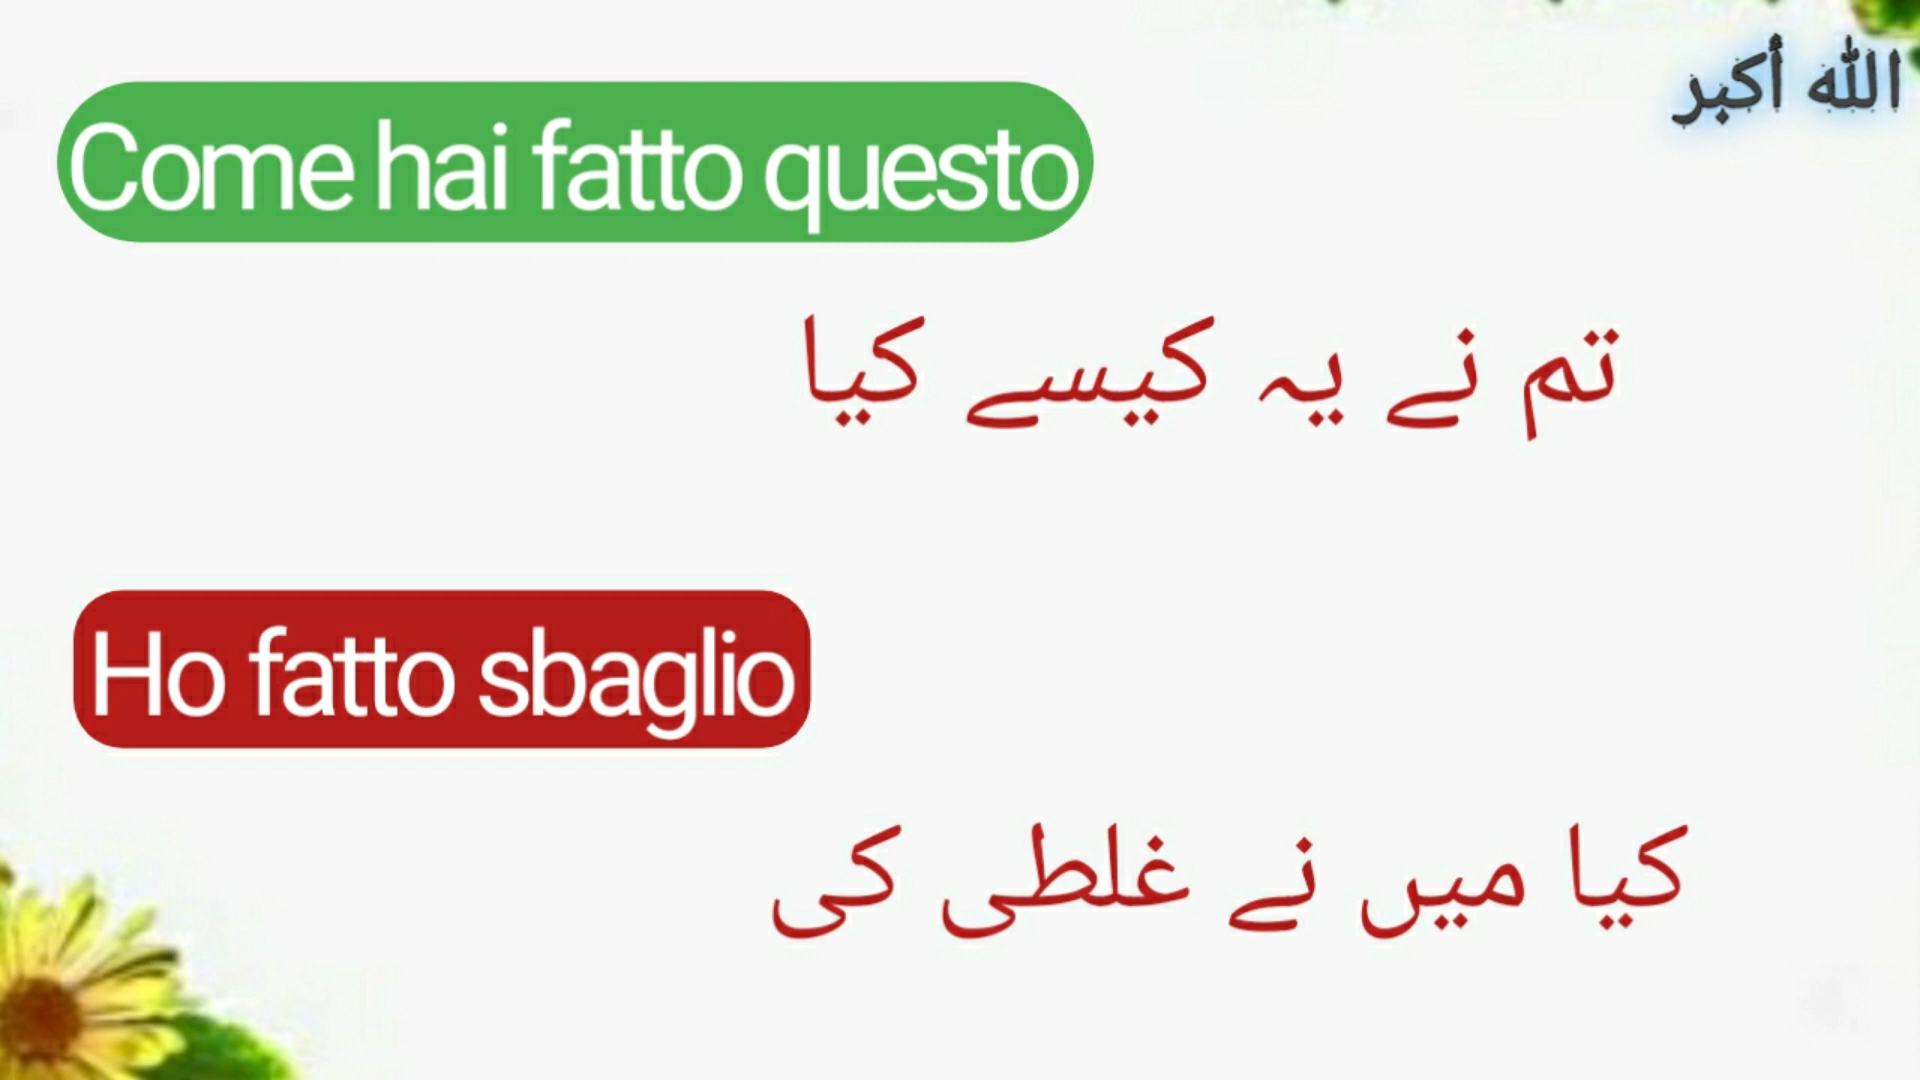 الله أكبر
Come hai fatto questo
تم نے یہ کیسے کیا
Ho fatto sbaglio
کیا میں نے غلطی کی